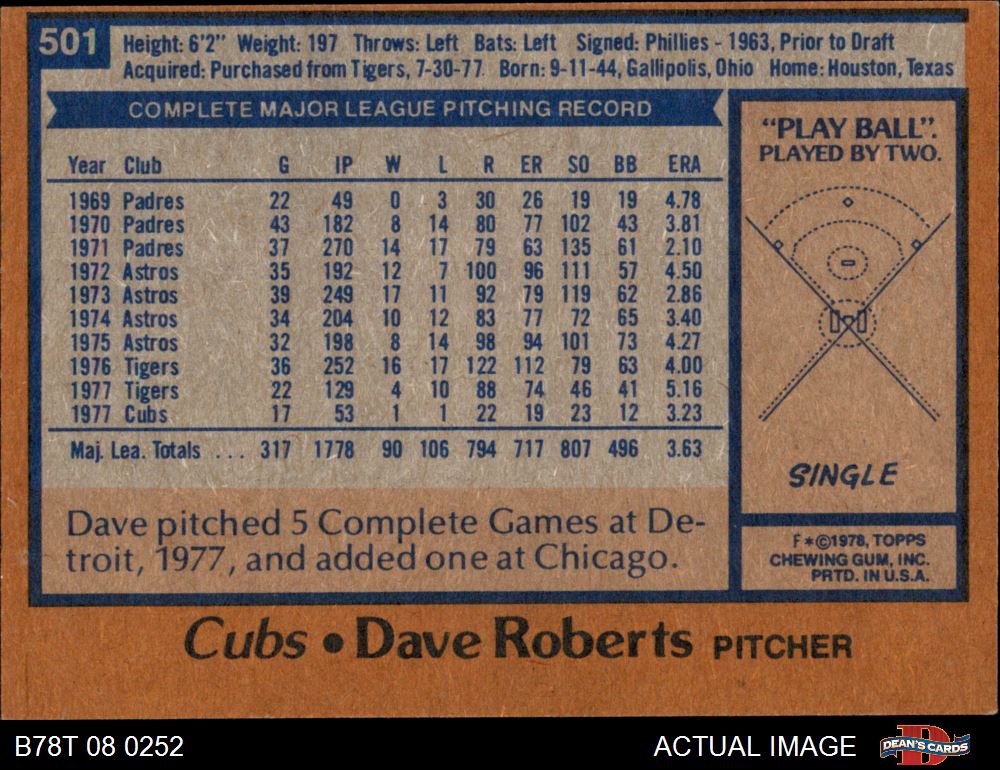 501
Height: 6'2" Weight: 197 Throws: Left Bats: Left Signed: Phillies - 1963, Prior to Draft
Acquired: Purchased from Tigers, 7-30-77 Born: 9-11-44, Gallipolis, Ohio Home: Houston, Texas
COMPLETE MAJOR LEAGUE PITCHING RECORD
Year Club G IP W L R ER SO BB ERA
1969 Padres 22 49 0 3 30 26 19 19 4.78
1970 Padres 43 182 8 14 80 77 102 43 3.81
1971 Padres 37 270 14 17 79 63 135 61 2.10
1972 Astros 35 192 12 7 100 96 111 57 4.50
1973 Astros 39 249 17 11 92 79 119 62 2.86
1974 Astros 34 204 10 12 83 77 72 65 3.40
1975 Astros 32 198 8 14 98 94 101 73 4.27
1976 Tigers 36 252 16 17 122 112 79 63 4.00
1977 Tigers 22 129 4 10 88 74 46 41 5.16
1977 Cubs 17 53 1 1 22 19 23 12 3.23
Maj. Lea. Totals ... 317 1778 90 106 794 717 807 496 3.63
Dave pitched 5 Complete Games at De-
troit, 1977, and added one at Chicago.
"PLAY BALL".
PLAYED BY TWO.
SINGLE
F*©1978, TOPPS
CHEWING GUM, INC.
PRTD. IN U.S.A.
Cubs • Dave Roberts PITCHER
B78T 08 0252
ACTUAL IMAGE
DEAN'S CARDS